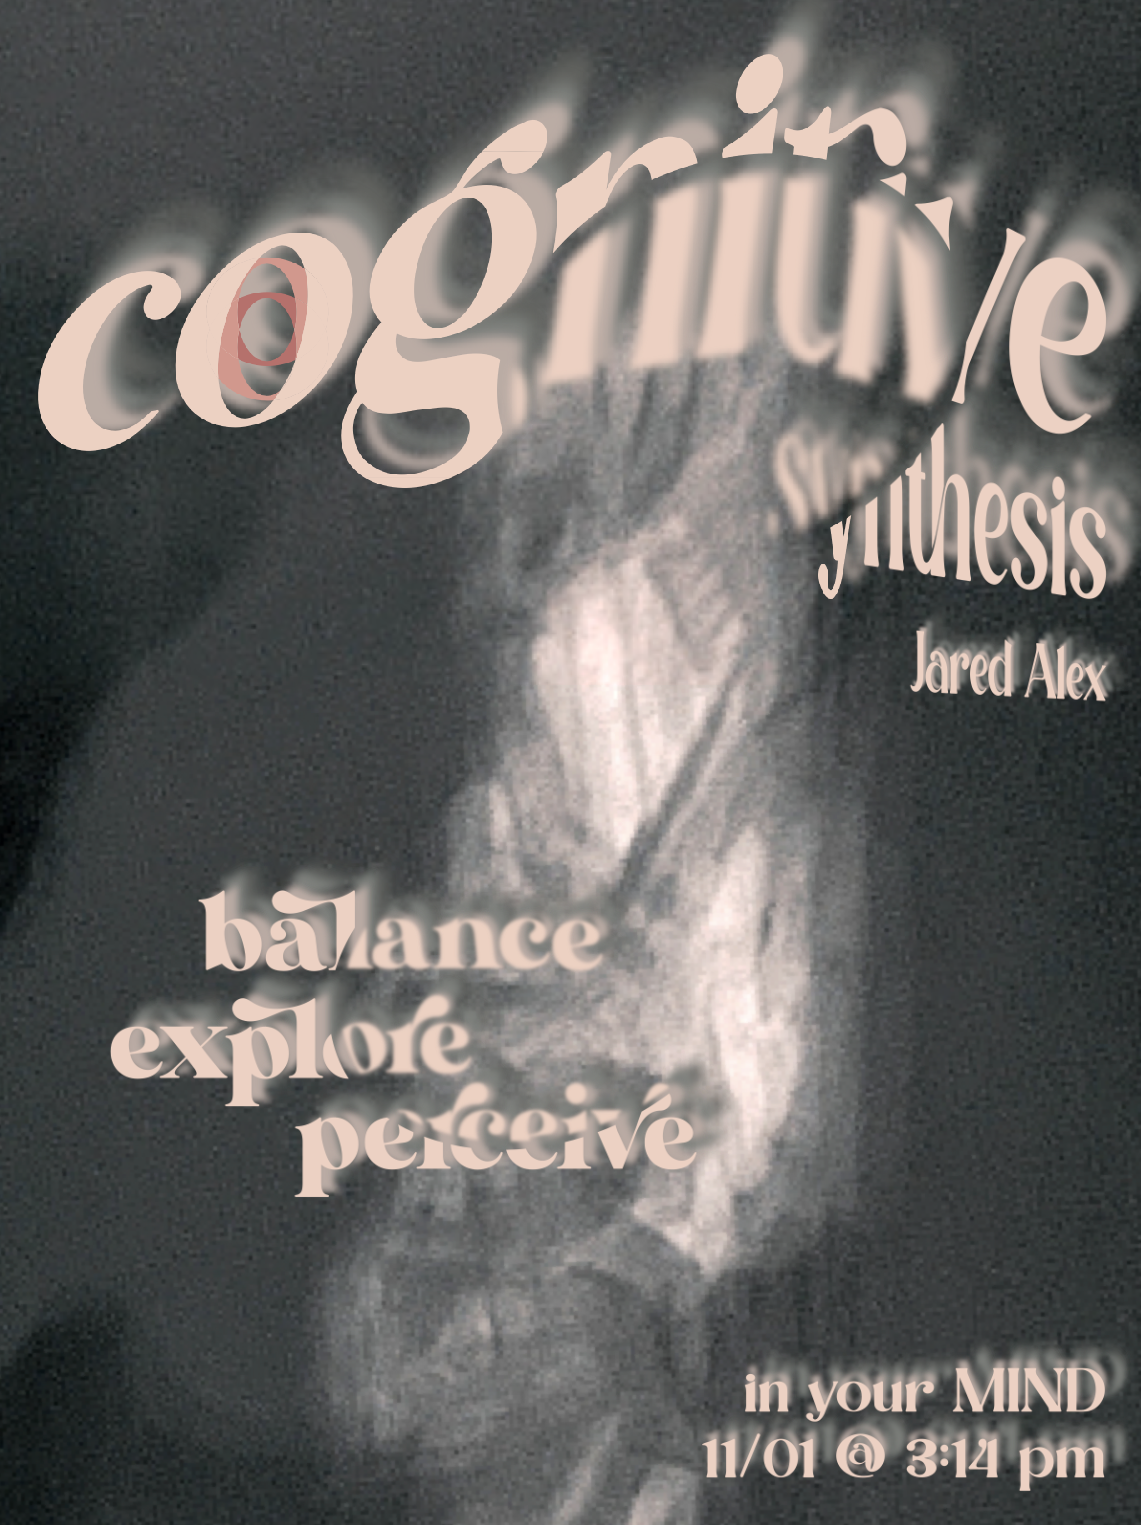 cognitive
synthesis
Jared Alex
balance
explore
perceive
in your MIND
11/01 @ 3:14 pm